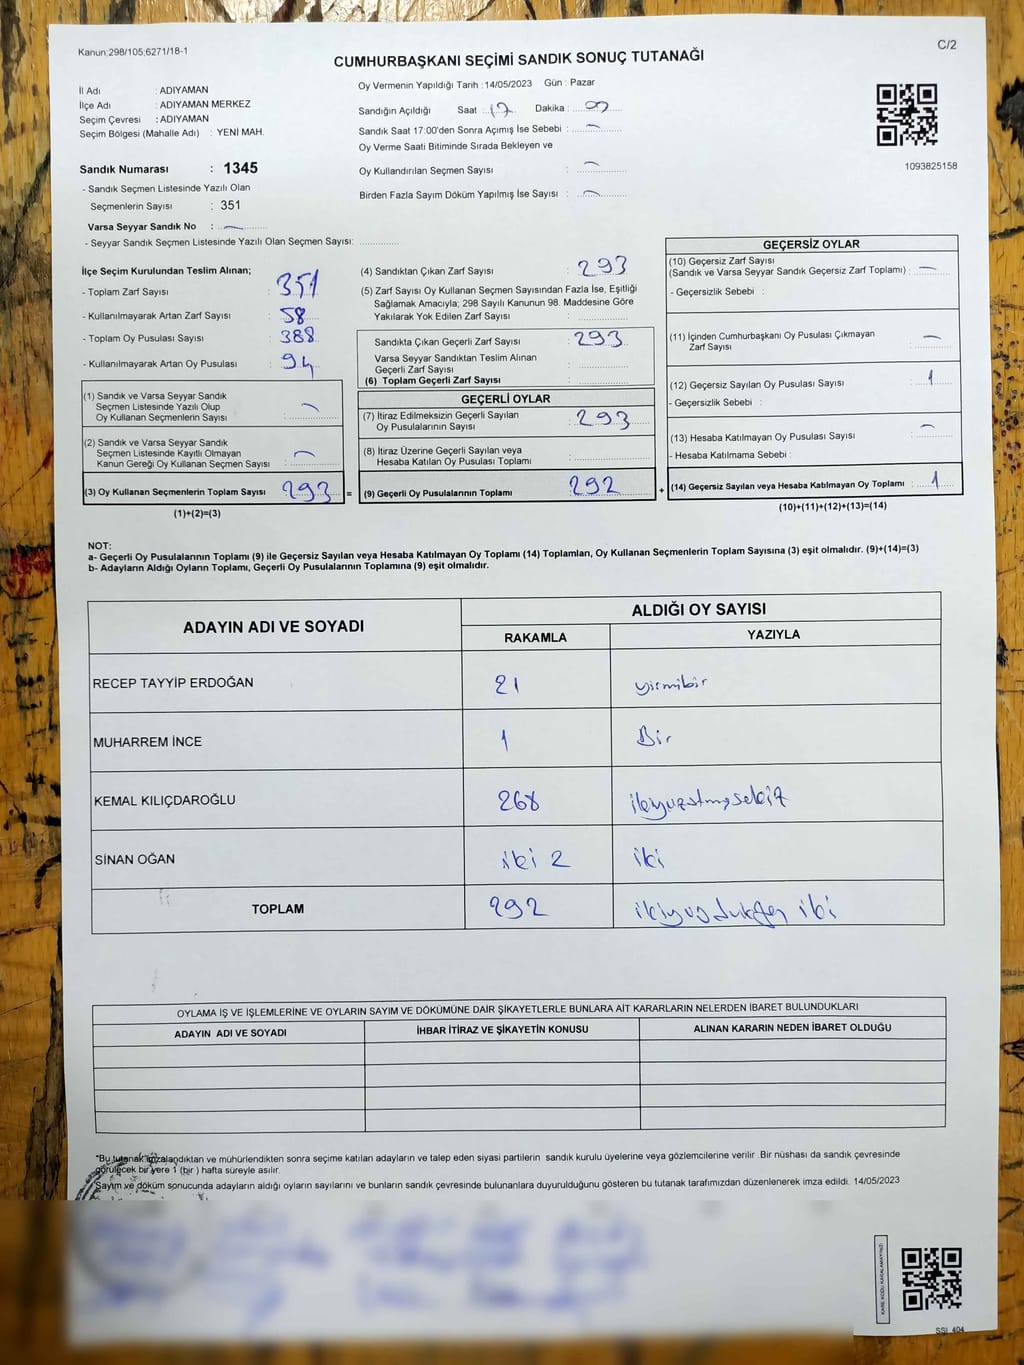 Kanun;298/105,6271/18-1
C/2
CUMHURBAŞKANI SEÇİMİ SANDIK SONUÇ TUTANAĞI
İl Adı : ADIYAMAN
İlçe Adı : ADIYAMAN MERKEZ
Seçim Çevresi : ADIYAMAN
Seçim Bölgesi (Mahalle Adı) : YENİ MAH.
Sandık Numarası : 1345
- Sandık Seçmen Listesinde Yazılı Olan
Seçmenlerin Sayısı : 351
Varsa Seyyar Sandık No : —
- Seyyar Sandık Seçmen Listesinde Yazılı Olan Seçmen Sayısı: ............
Oy Vermenin Yapıldığı Tarih : 14/05/2023 Gün : Pazar
Sandığın Açıldığı Saat : 17 Dakika : 00
Sandık Saat 17:00'den Sonra Açımış İse Sebebi : —
Oy Verme Saati Bitiminde Sırada Bekleyen ve
Oy Kullandırılan Seçmen Sayısı : —
Birden Fazla Sayım Döküm Yapılmış İse Sayısı : —
1093825158
İlçe Seçim Kurulundan Teslim Alınan;
- Toplam Zarf Sayısı : 351
- Kullanılmayarak Artan Zarf Sayısı : 58
- Toplam Oy Pusulası Sayısı : 388
- Kullanılmayarak Artan Oy Pusulası : 94
(1) Sandık ve Varsa Seyyar Sandık
Seçmen Listesinde Yazılı Olup
Oy Kullanan Seçmenlerin Sayısı : —
(2) Sandık ve Varsa Seyyar Sandık
Seçmen Listesinde Kayıtlı Olmayan
Kanun Gereği Oy Kullanan Seçmen Sayısı : —
(3) Oy Kullanan Seçmenlerin Toplam Sayısı : 293 =
(1)+(2)=(3)
(4) Sandıktan Çıkan Zarf Sayısı : 293
(5) Zarf Sayısı Oy Kullanan Seçmen Sayısından Fazla İse, Eşitliği
Sağlamak Amacıyla; 298 Sayılı Kanunun 98. Maddesine Göre
Yakılarak Yok Edilen Zarf Sayısı :
Sandıkta Çıkan Geçerli Zarf Sayısı : 293
Varsa Seyyar Sandıktan Teslim Alınan
Geçerli Zarf Sayısı :
(6) Toplam Geçerli Zarf Sayısı :
GEÇERLİ OYLAR
(7) İtiraz Edilmeksizin Geçerli Sayılan
Oy Pusulalarının Sayısı : 293
(8) İtiraz Üzerine Geçerli Sayılan veya
Hesaba Katılan Oy Pusulası Toplamı :
(9) Geçerli Oy Pusulalarının Toplamı : 292 +
GEÇERSİZ OYLAR
(10) Geçersiz Zarf Sayısı
(Sandık ve Varsa Seyyar Sandık Geçersiz Zarf Toplamı) : —
- Geçersizlik Sebebi :
(11) İçinden Cumhurbaşkanı Oy Pusulası Çıkmayan
Zarf Sayısı : —
(12) Geçersiz Sayılan Oy Pusulası Sayısı : 1
- Geçersizlik Sebebi :
(13) Hesaba Katılmayan Oy Pusulası Sayısı : —
- Hesaba Katılmama Sebebi :
(14) Geçersiz Sayılan veya Hesaba Katılmayan Oy Toplamı : 1
(10)+(11)+(12)+(13)=(14)
NOT:
a- Geçerli Oy Pusulalarının Toplamı (9) ile Geçersiz Sayılan veya Hesaba Katılmayan Oy Toplamı (14) Toplamları, Oy Kullanan Seçmenlerin Toplam Sayısına (3) eşit olmalıdır. (9)+(14)=(3)
b- Adayların Aldığı Oyların Toplamı, Geçerli Oy Pusulalarının Toplamına (9) eşit olmalıdır.
ADAYIN ADI VE SOYADI ALDIĞI OY SAYISI
RAKAMLA YAZIYLA
RECEP TAYYİP ERDOĞAN 21 yirmibir
MUHARREM İNCE 1 Bir
KEMAL KILIÇDAROĞLU 268 ikiyuzatmışsekiz
SİNAN OĞAN iki 2 iki
TOPLAM 292 iki
OYLAMA İŞ VE İŞLEMLERİNE VE OYLARIN SAYIM VE DÖKÜMÜNE DAİR ŞİKAYETLERLE BUNLARA AİT KARARLARIN NELERDEN İBARET BULUNDUKLARI
ADAYIN ADI VE SOYADI İHBAR İTİRAZ VE ŞİKAYETİN KONUSU ALINAN KARARIN NEDEN İBARET OLDUĞU
*Bu tutanak imzalandıktan ve mühürlendikten sonra seçime katılan adayların ve talep eden siyasi partilerin sandık kurulu üyelerine veya gözlemcilerine verilir .Bir nüshası da sandık çevresinde
görülecek bir yere 1 (bir ) hafta süreyle asılır.
Sayım ve döküm sonucunda adayların aldığı oyların sayılarını ve bunların sandık çevresinde bulunanlara duyurulduğunu gösteren bu tutanak tarafımızdan düzenlenerek imza edildi. 14/05/2023
KARE KODU KARALAMAYINIZ!
SSI_404